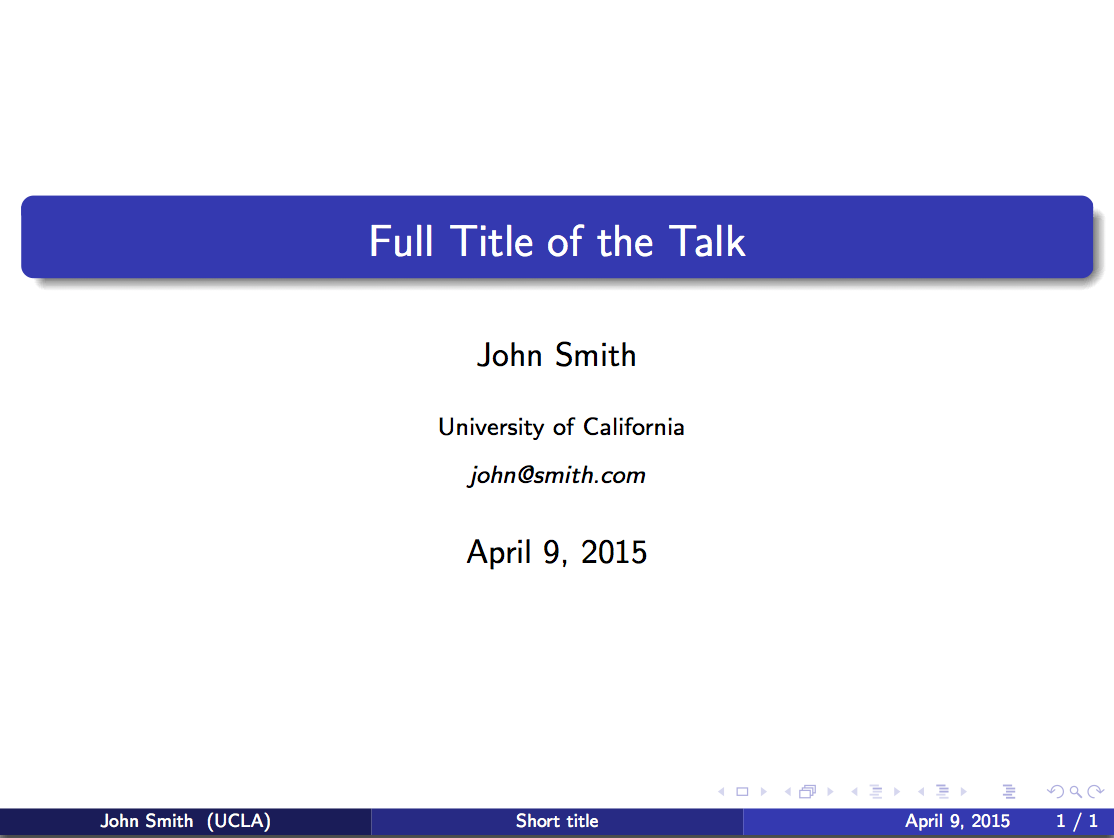 Full Title of the Talk
John Smith
University of California
john@smith.com
April 9, 2015
John Smith (UCLA) Short title April 9, 2015 1 / 1